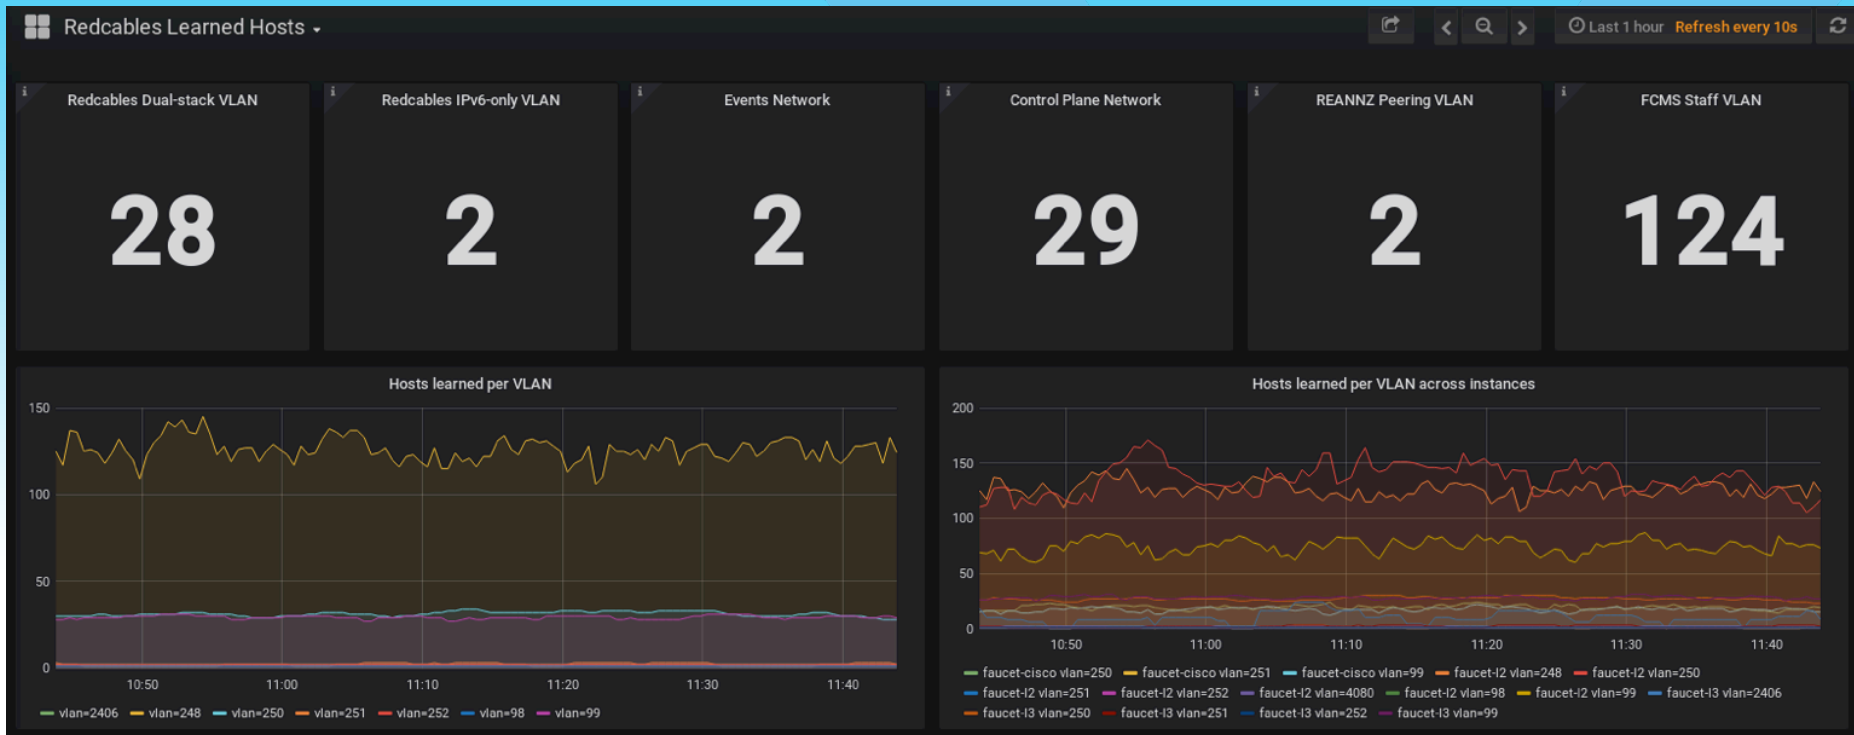 Redcables Learned Hosts
Last 1 hour Refresh every 10s
Redcables Dual-stack VLAN
28
Redcables IPv6-only VLAN
2
Events Network
2
Control Plane Network
29
REANNZ Peering VLAN
2
FCMS Staff VLAN
124
Hosts learned per VLAN
150
100
50
0
10:50 11:00 11:10 11:20 11:30 11:40
vlan=2406 vlan=248 vlan=250 vlan=251 vlan=252 vlan=98 vlan=99
Hosts learned per VLAN across instances
200
150
100
50
0
10:50 11:00 11:10 11:20 11:30 11:40
faucet-cisco vlan=250 faucet-cisco vlan=251 faucet-cisco vlan=99 faucet-l2 vlan=248 faucet-l2 vlan=250
faucet-l2 vlan=251 faucet-l2 vlan=252 faucet-l2 vlan=4080 faucet-l2 vlan=98 faucet-l2 vlan=99 faucet-l3 vlan=2406
faucet-l3 vlan=250 faucet-l3 vlan=251 faucet-l3 vlan=252 faucet-l3 vlan=99